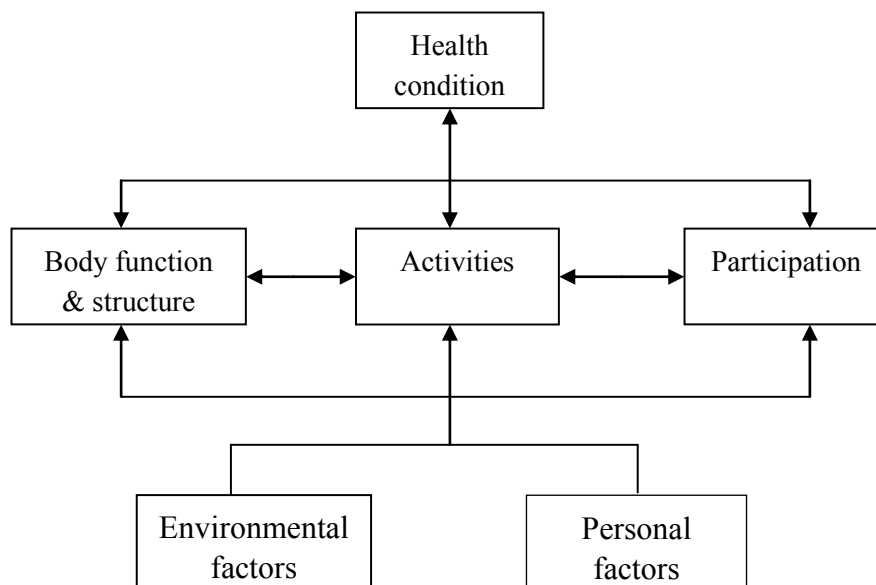 Health
condition
Body function
& structure
Activities
Participation
Environmental
factors
Personal
factors